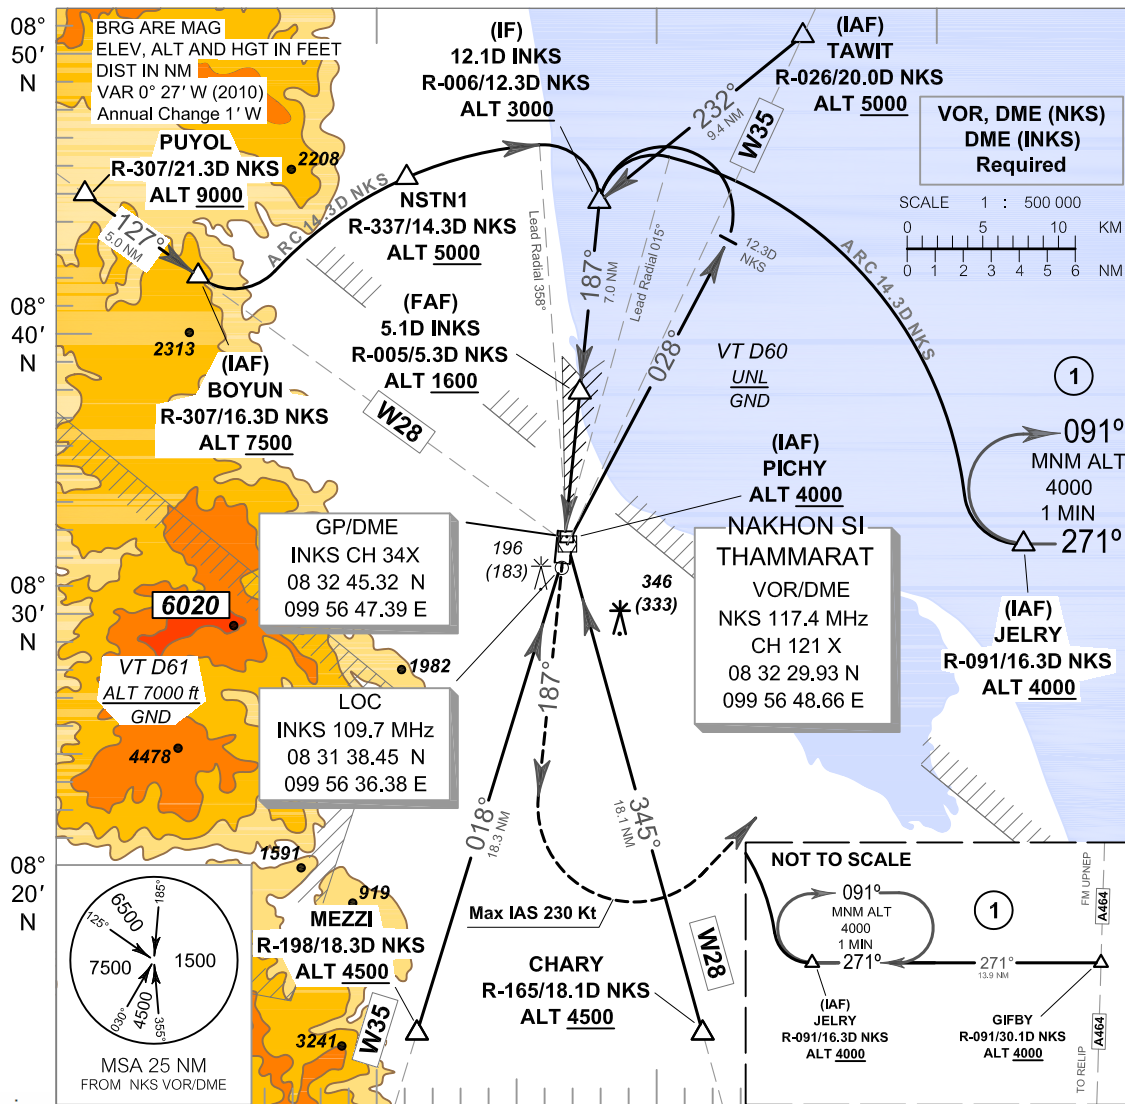 08°
50′
N
BRG ARE MAG
ELEV, ALT AND HGT IN FEET
DIST IN NM
VAR 0° 27′ W (2010)
Annual Change 1′ W
PUYOL
R-307/21.3D NKS
ALT 9000
2208
127°
5.0 NM
ARC 14.3D NKS
NSTN1
R-337/14.3D NKS
ALT 5000
(IF)
12.1D INKS
R-006/12.3D NKS
ALT 3000
(IAF)
TAWIT
R-026/20.0D NKS
ALT 5000
232°
9.4 NM
W35
VOR, DME (NKS)
DME (INKS)
Required
SCALE 1 : 500 000
5 10 KM
0 1 2 3 4 5 6 NM
Lead Radial 358°
Lead Radial 015°
187°
7.0 NM
12.3D
NKS
ARC 14.3D NKS
08°
40′
N
2313
(IAF)
BOYUN
R-307/16.3D NKS
ALT 7500
(FAF)
5.1D INKS
R-005/5.3D NKS
ALT 1600
W28
028°
VT D60
UNL
GND
1
091º
MNM ALT
4000
1 MIN
271º
(IAF)
PICHY
ALT 4000
GP/DME
INKS CH 34X
08 32 45.32 N
099 56 47.39 E
196
(183)
346
(333)
NAKHON SI
THAMMARAT
VOR/DME
NKS 117.4 MHz
CH 121 X
08 32 29.93 N
099 56 48.66 E
(IAF)
JELRY
R-091/16.3D NKS
ALT 4000
08°
30′
N
6020
1982
VT D61
ALT 7000 ft
GND
4478
LOC
INKS 109.7 MHz
08 31 38.45 N
099 56 36.38 E
187°
018°
18.3 NM
345°
18.1 NM
08°
20′
N
1591
919
MEZZI
R-198/18.3D NKS
ALT 4500
W35
3241
Max IAS 230 Kt
CHARY
R-165/18.1D NKS
ALT 4500
W28
185°
125°
6500
7500
1500
4500
030°
355°
MSA 25 NM
FROM NKS VOR/DME
NOT TO SCALE
091º
MNM ALT
4000
1 MIN
271º
1
271°
13.9 NM
(IAF)
JELRY
R-091/16.3D NKS
ALT 4000
GIFBY
R-091/30.1D NKS
ALT 4000
FM UPNEP
A464
A464
TO RELIP